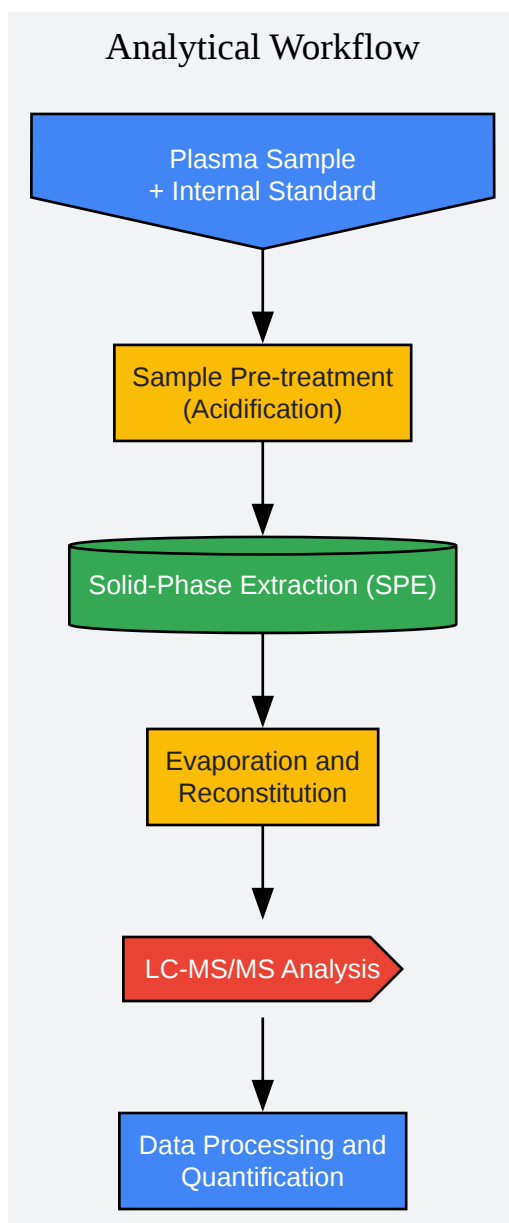 Analytical Workflow
Plasma Sample
+ Internal Standard
Sample Pre-treatment
(Acidification)
Solid-Phase Extraction (SPE)
Evaporation and
Reconstitution
LC-MS/MS Analysis
Data Processing and
Quantification